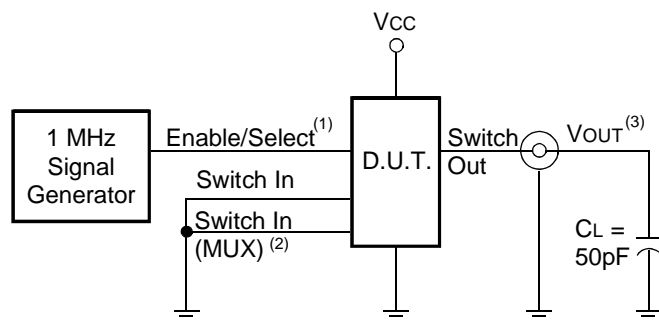 VCC
1 MHz
Signal
Generator
Enable/Select(1)
D.U.T.
Switch
Out
VOUT(3)
Switch In
Switch In
(MUX)(2)
CL =
50pF